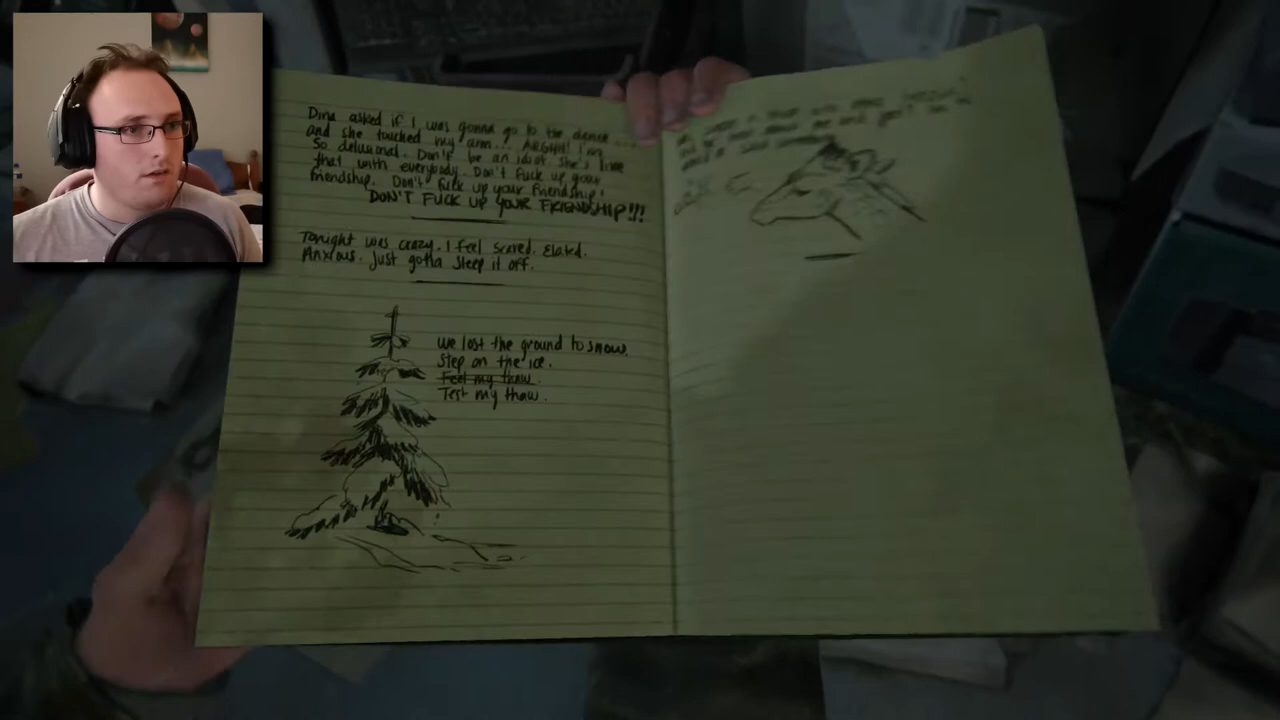 Dina asked if I was gonna go to the dance...
and she touched my arm... ARGH! I'm
so delusional. Don't be an idiot. She's like
that with everybody. Don't fuck up your
friendship. Don't fuck up your friendship!
DON'T FUCK UP YOUR FRIENDSHIP!!!
Tonight was crazy. I feel scared. Elated.
Anxious. Just gotta sleep it off.
We lost the ground to snow.
Step on the ice.
Feel my thaw.
Test my thaw.